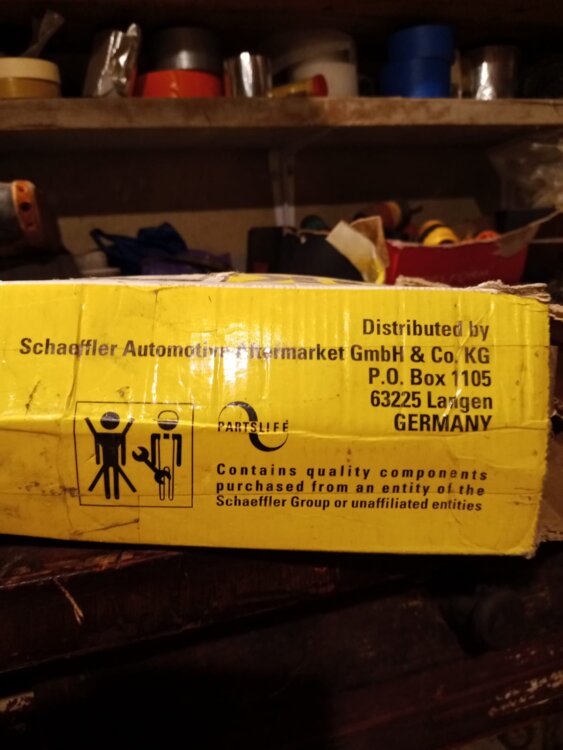 Distributed by
Schaeffler Automotive Aftermarket GmbH & Co. KG
P.O. Box 1105
63225 Langen
GERMANY
PARTSLIFE
Contains quality components
purchased from an entity of the
Schaeffler Group or unaffiliated entities